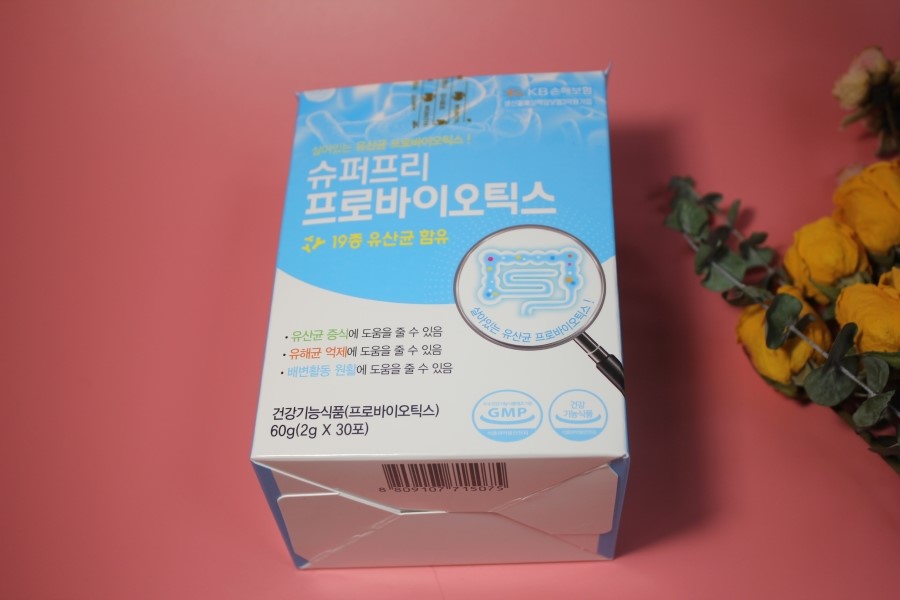 KB손해보험
살아있는 유산균 프로바이오틱스!
슈퍼프리
프로바이오틱스
19종 유산균 함유
살아있는 유산균 프로바이오틱스!
· 유산균 증식에 도움을 줄 수 있음
· 유해균 억제에 도움을 줄 수 있음
· 배변활동 원활에 도움을 줄 수 있음
GMP
건강
기능식품
건강기능식품(프로바이오틱스)
60g(2g X 30포)
8 809107 715075